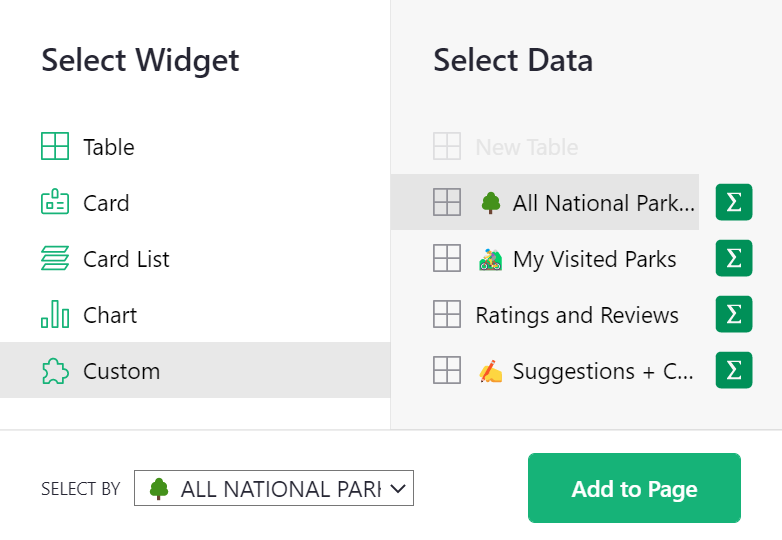 Select Widget
Table
Card
Card List
Chart
Custom
Select Data
New Table
All National Park...
My Visited Parks
Ratings and Reviews
Suggestions + C...
SELECT BY
ALL NATIONAL PAR
Add to Page